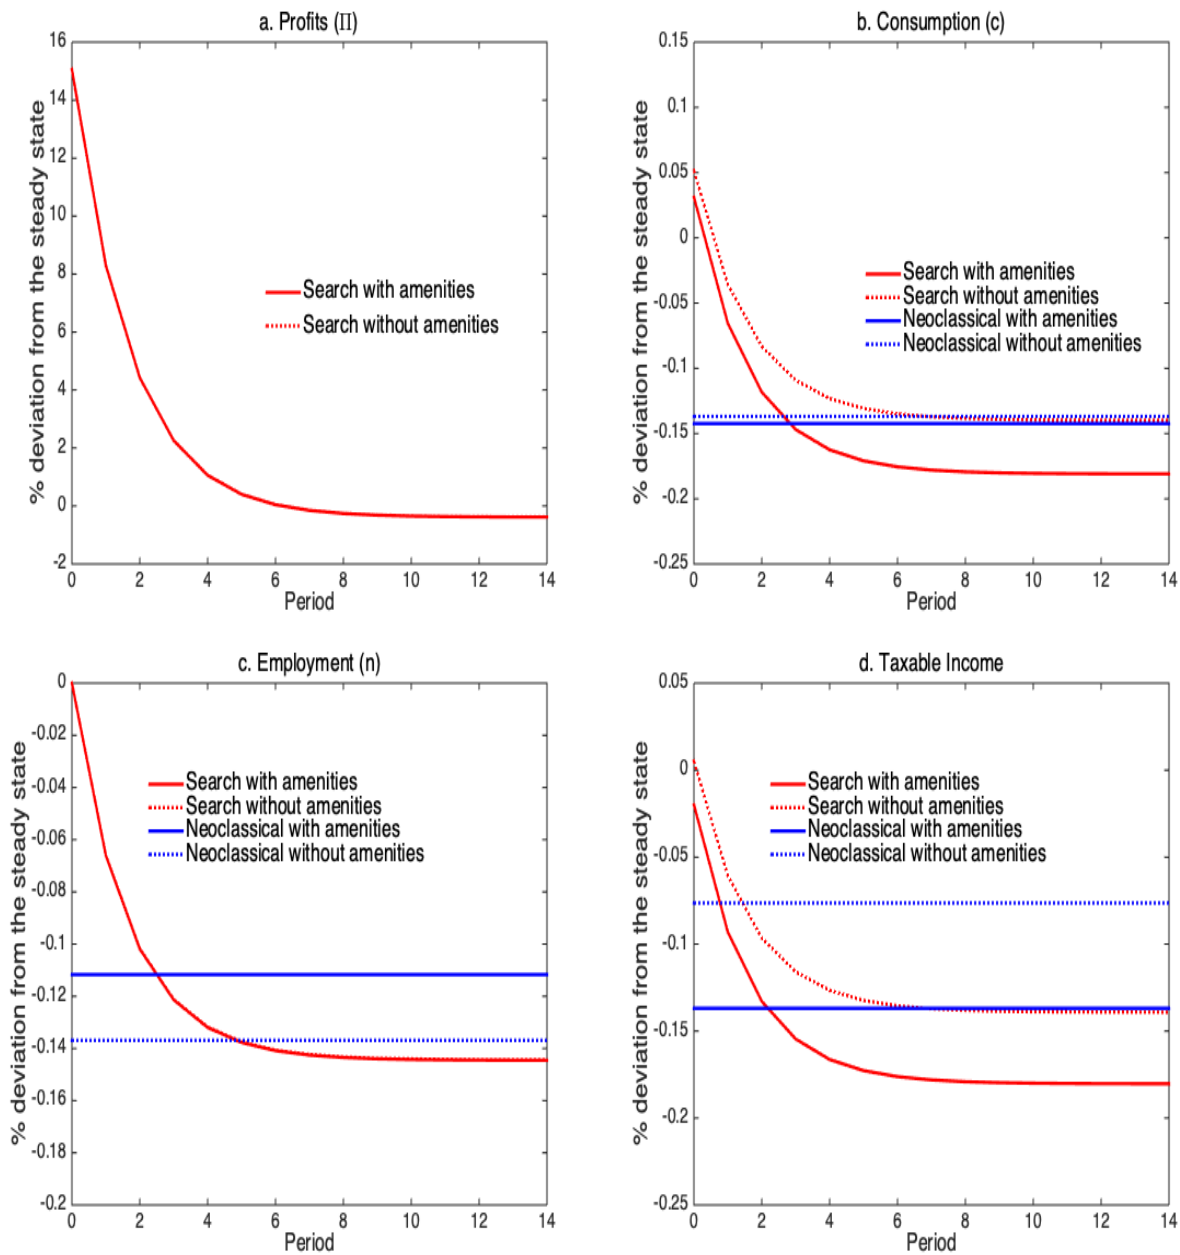 a. Profits (Π)
% deviation from the steady state
16
14
12
10
8
6
4
2
0
-2
Search with amenities
Search without amenities
0 2 4 6 8 10 12 14
Period
b. Consumption (c)
% deviation from the steady state
0.15
0.1
0.05
0
-0.05
-0.1
-0.15
-0.2
-0.25
Search with amenities
Search without amenities
Neoclassical with amenities
Neoclassical without amenities
0 2 4 6 8 10 12 14
Period
c. Employment (n)
% deviation from the steady state
0
-0.02
-0.04
-0.06
-0.08
-0.1
-0.12
-0.14
-0.16
-0.18
-0.2
Search with amenities
Search without amenities
Neoclassical with amenities
Neoclassical without amenities
0 2 4 6 8 10 12 14
Period
d. Taxable Income
% deviation from the steady state
0.05
0
-0.05
-0.1
-0.15
-0.2
-0.25
Search with amenities
Search without amenities
Neoclassical with amenities
Neoclassical without amenities
0 2 4 6 8 10 12 14
Period